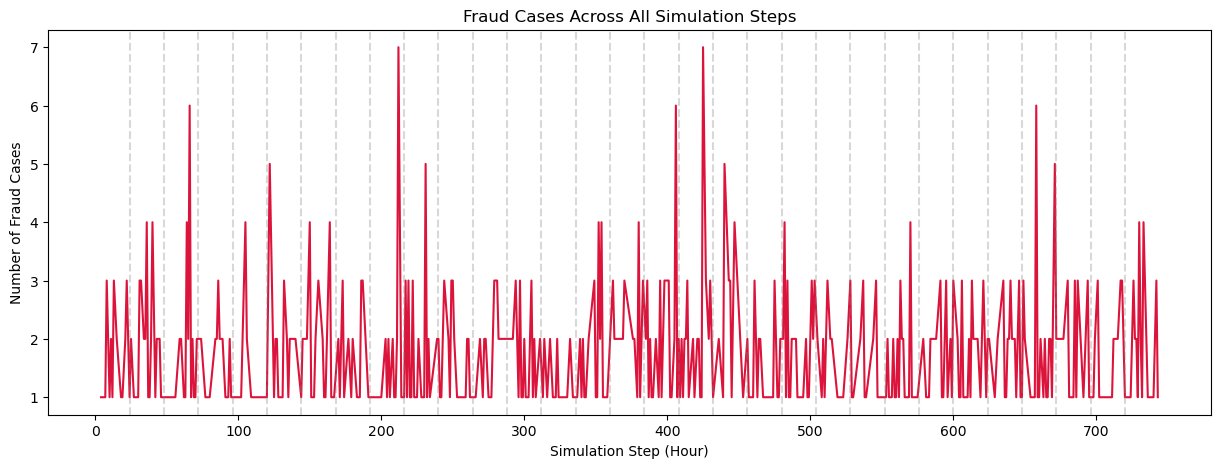 Fraud Cases Across All Simulation Steps
Number of Fraud Cases
7
6
5
4
3
2
1
0 100 200 300 400 500 600 700
Simulation Step (Hour)